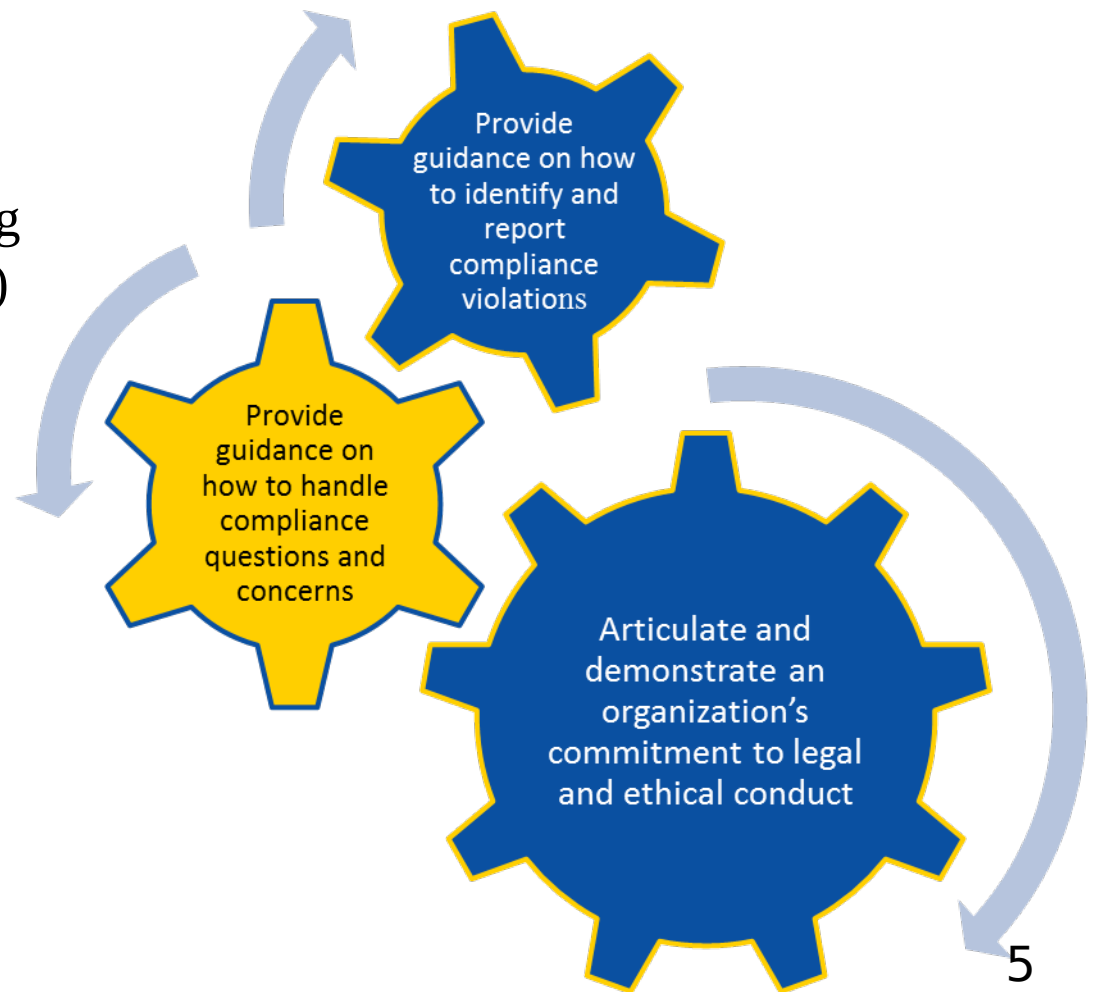 g
)
Provide
guidance on how
to identify and
report
compliance
violations
Provide
guidance on
how to handle
compliance
questions and
concerns
Articulate and
demonstrate an
organization’s
commitment to legal
and ethical conduct
5